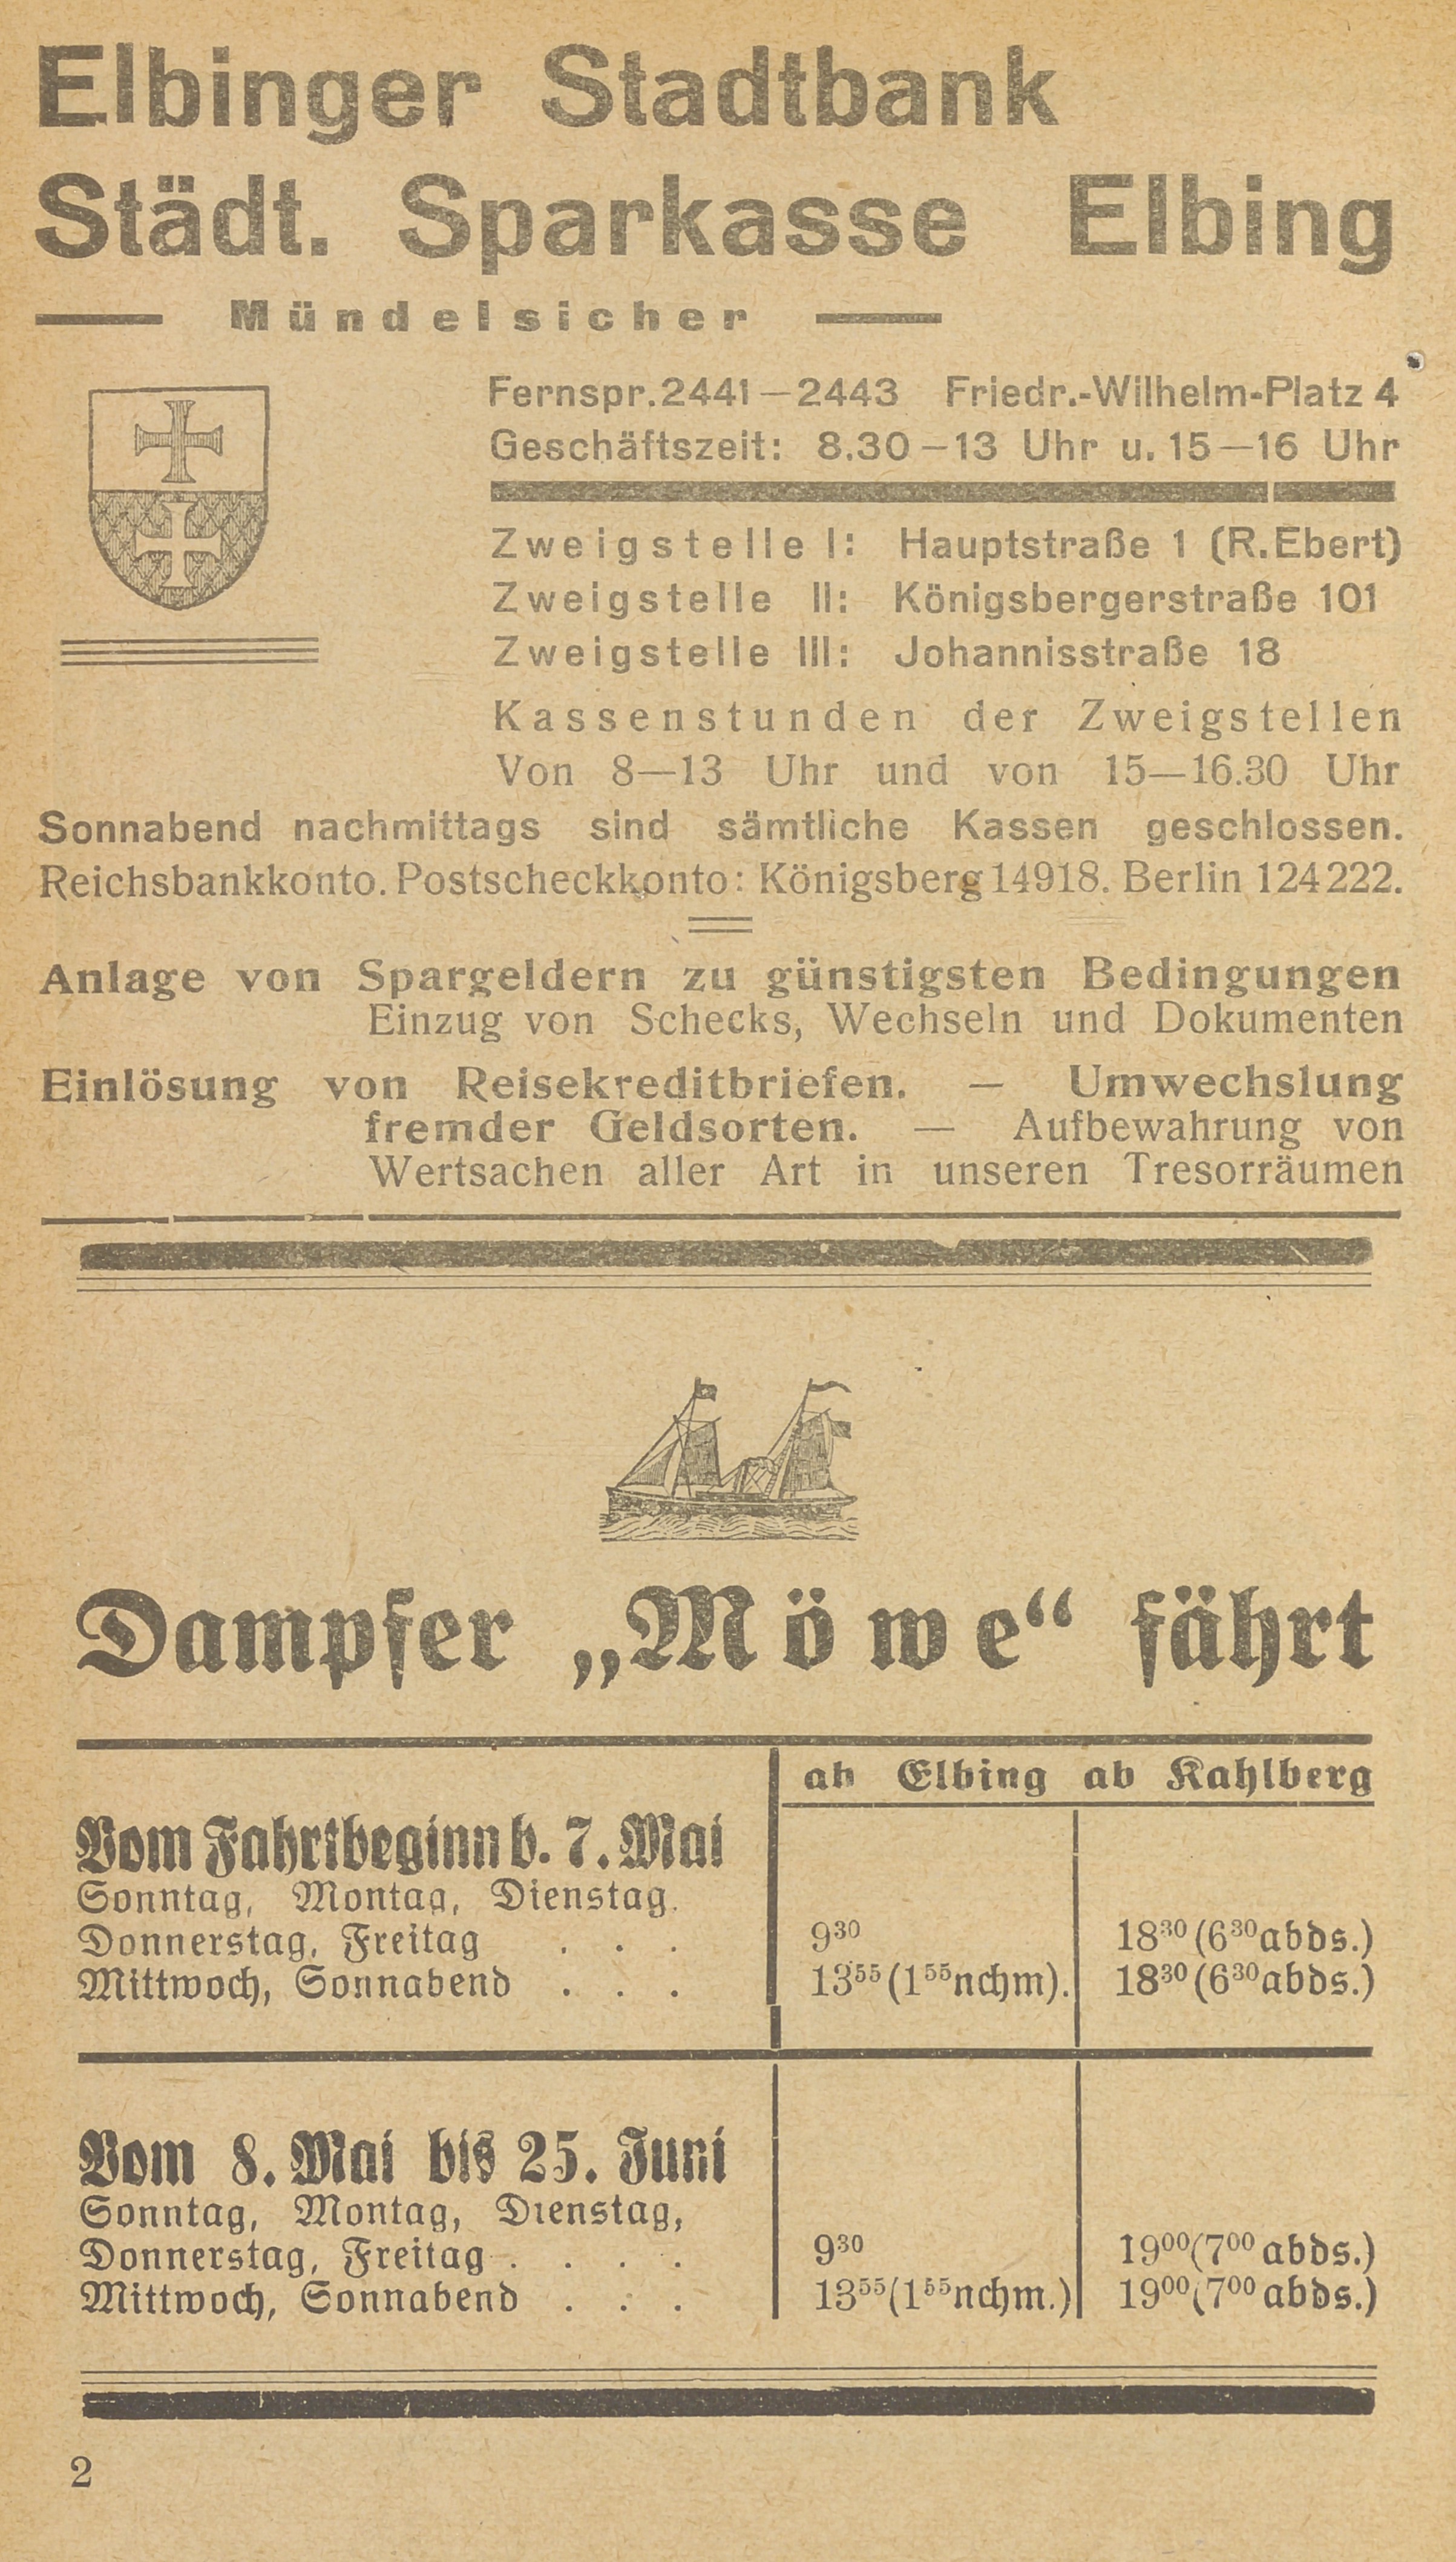 Elbinger Stadtbank
Städt. Sparkasse Elbing
Mündelsicher
Fernspr. 2441—2443 Friedr.-Wilhelm-Platz 4
Geschäftszeit: 8.30—13 Uhr u. 15—16 Uhr
Zweigstelle I: Hauptstraße 1 (R. Ebert)
Zweigstelle II: Königsbergerstraße 101
Zweigstelle III: Johannisstraße 18
Kassenstunden der Zweigstellen
Von 8—13 Uhr und von 15—16.30 Uhr
Sonnabend nachmittags sind sämtliche Kassen geschlossen.
Reichsbankkonto. Postscheckkonto: Königsberg 14918. Berlin 124222.
Anlage von Spargeldern zu günstigsten Bedingungen
Einzug von Schecks, Wechseln und Dokumenten
Einlösung von Reisekreditbriefen. — Umwechslung
fremder Geldsorten. — Aufbewahrung von
Wertsachen aller Art in unseren Tresorräumen
Dampfer „Möwe“ fährt
ab Elbing ab Kahlberg
Vom Fahrtbeginn b. 7. Mai
Sonntag, Montag, Dienstag.
Donnerstag, Freitag . . . 9³⁰ 18³⁰ (6³⁰ abds.)
Mittwoch, Sonnabend . . . 13⁵⁵ (1⁵⁵ nchm). 18³⁰ (6³⁰ abds.)
Vom 8. Mai bis 25. Juni
Sonntag, Montag, Dienstag,
Donnerstag, Freitag . . . . 9³⁰ 19⁰⁰ (7⁰⁰ abds.)
Mittwoch, Sonnabend . . . 13⁵⁵ (1⁵⁵ nchm.) 19⁰⁰ (7⁰⁰ abds.)
2